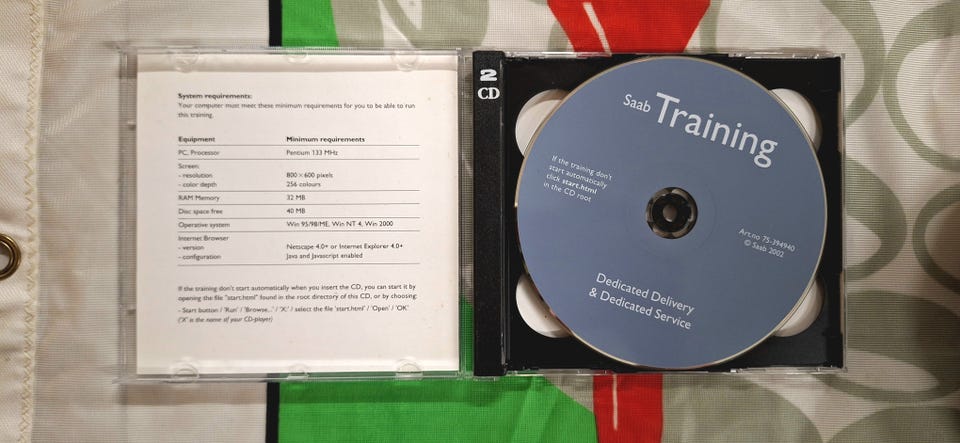 System requirements:
Your computer must meet these minimum requirements for you to be able to run
this training.
Equipment Minimum requirements
PC, Processor Pentium 133 MHz
Screen:
- resolution 800 × 600 pixels
- color depth 256 colours
RAM Memory 32 MB
Disc space free 40 MB
Operative system Win 95/98/ME, Win NT 4, Win 2000
Internet Browser
- version Netscape 4.0+ or Internet Explorer 4.0+
- configuration Java and Javascript enabled
If the training don't start automatically when you insert the CD, you can start it by
opening the file "start.html" found in the root directory of this CD, or by choosing:
- Start button / 'Run' / 'Browse...' / 'X:' / select the file 'start.html' / 'Open' / 'OK'
('X' is the name of your CD-player)
2
CD
Saab Training
If the training don't
start automatically
click start.html
in the CD root
Art.no 75-394940
© Saab 2002
Dedicated Delivery
& Dedicated Service